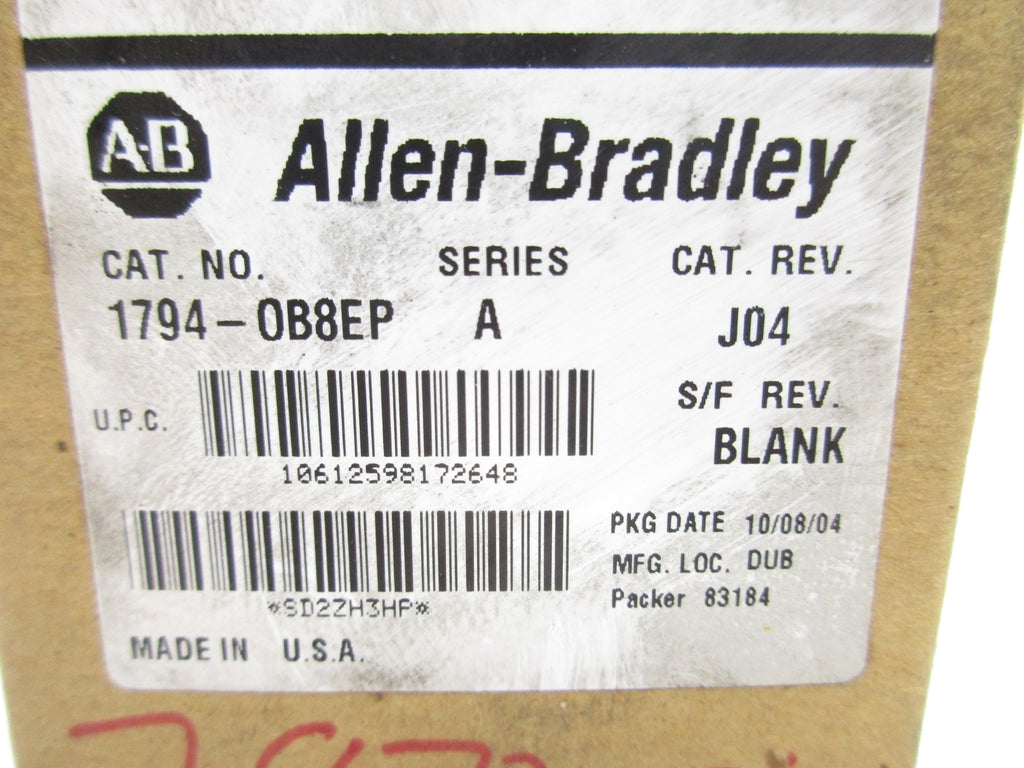 A-B Allen-Bradley
CAT. NO. SERIES CAT. REV.
1794-OB8EP A J04
S/F REV.
BLANK
U.P.C.
10612598172648
PKG DATE 10/08/04
MFG. LOC. DUB
Packer 83184
*SD2ZH3HP*
MADE IN U.S.A.